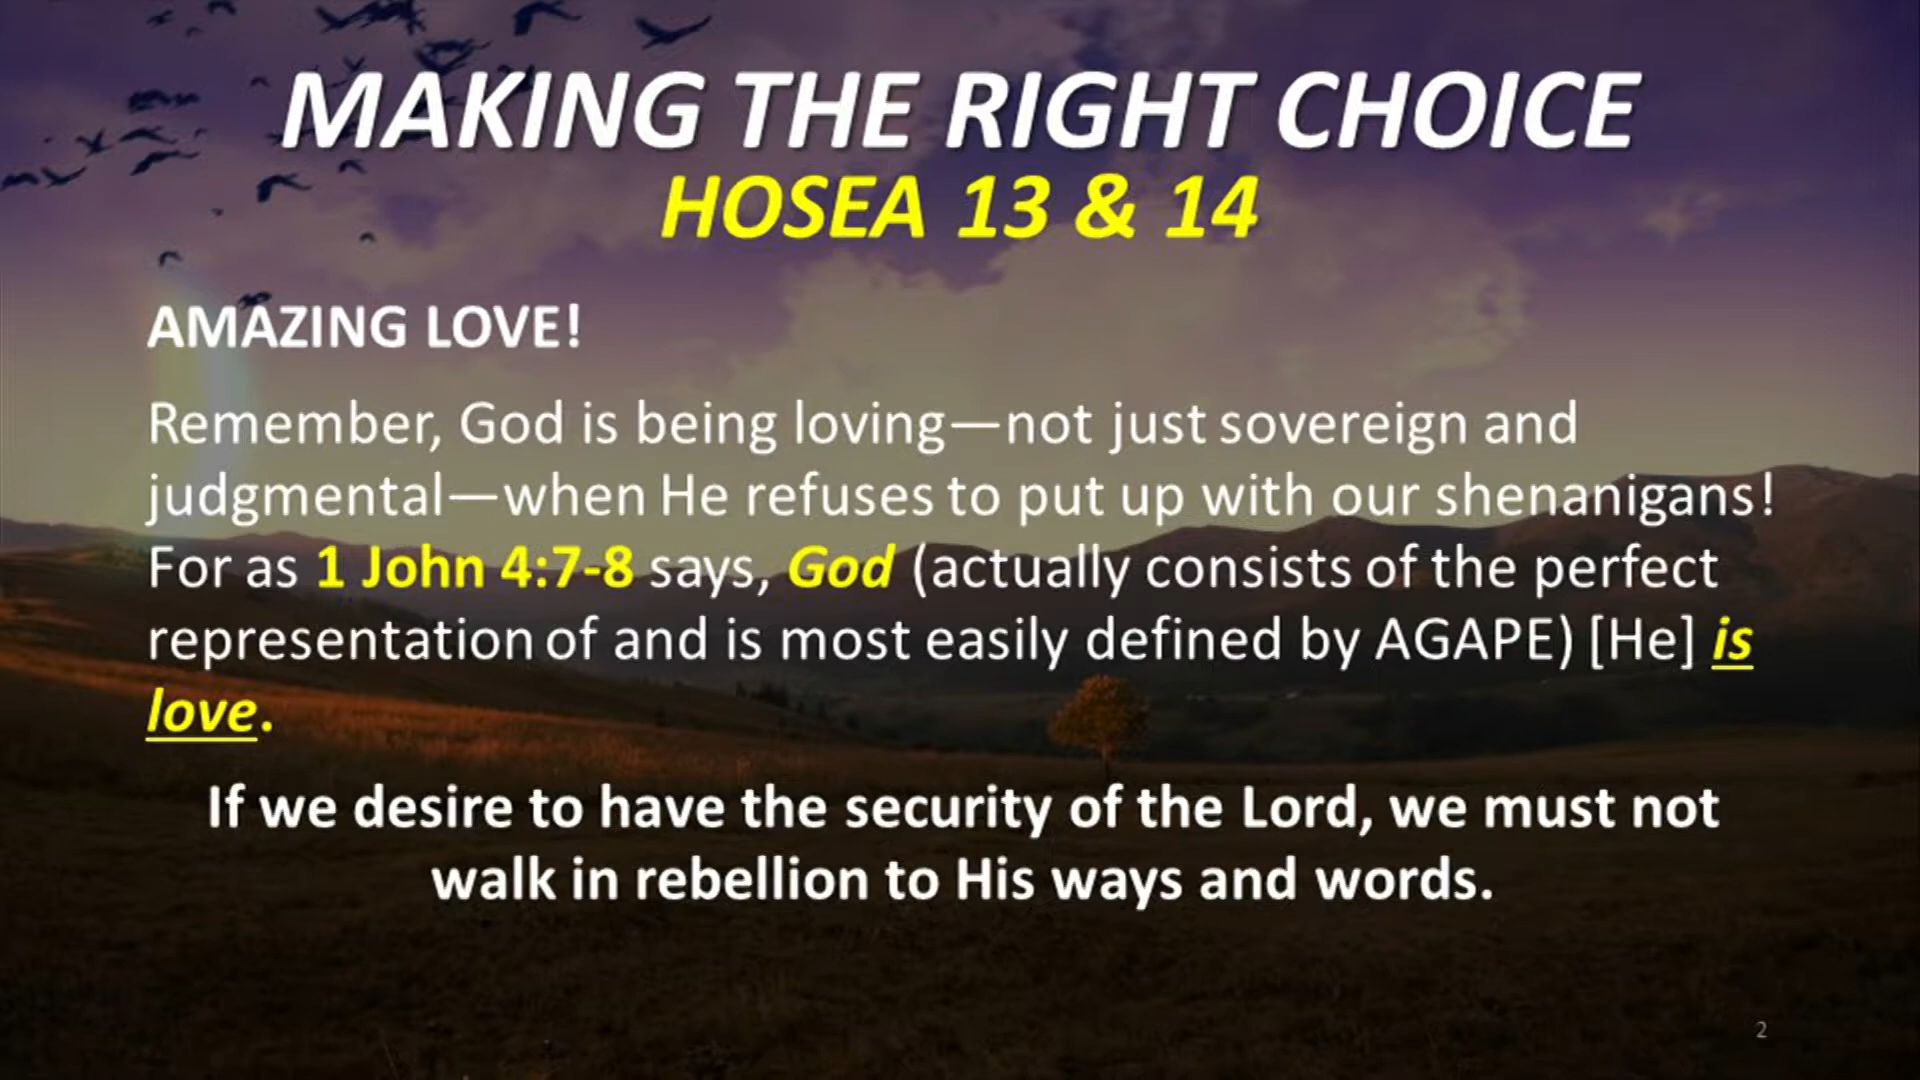 MAKING THE RIGHT CHOICE
HOSEA 13 & 14
AMAZING LOVE!
Remember, God is being loving—not just sovereign and
judgmental—when He refuses to put up with our shenanigans!
For as 1 John 4:7-8 says, God (actually consists of the perfect
representation of and is most easily defined by AGAPE) [He] is
love.
If we desire to have the security of the Lord, we must not
walk in rebellion to His ways and words.
2